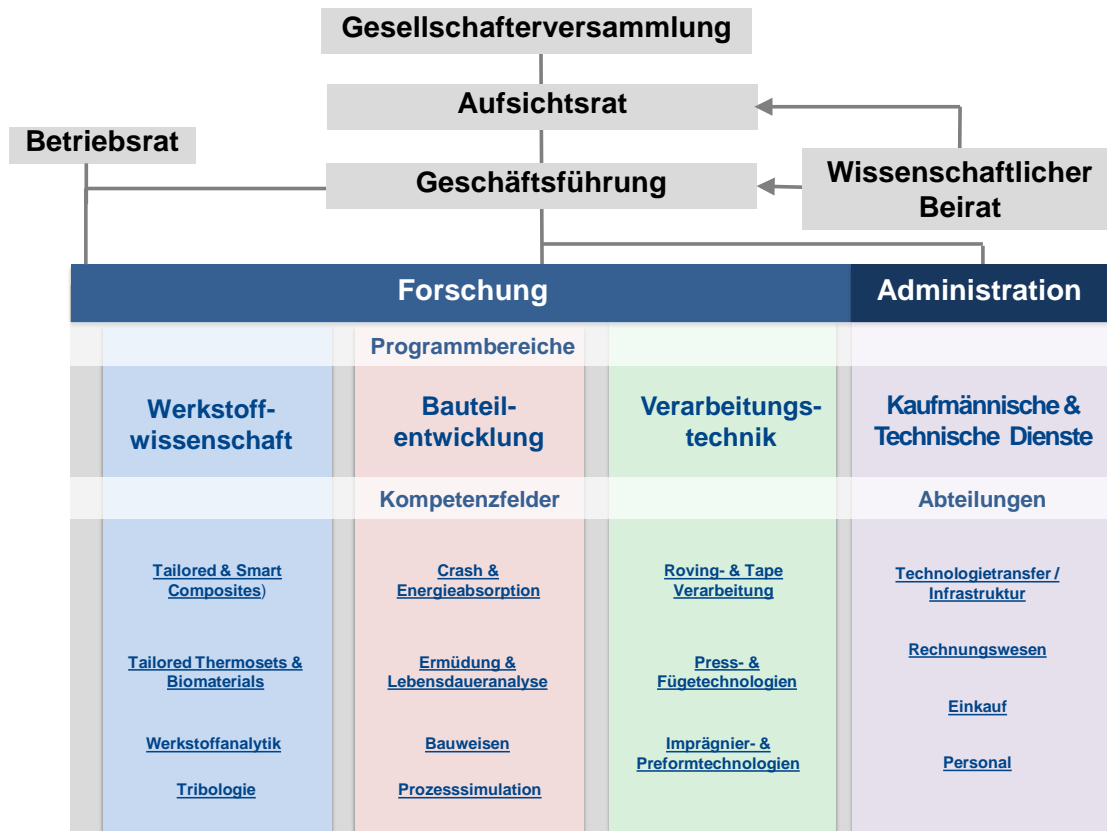 Gesellschafterversammlung
Aufsichtsrat
Betriebsrat
Geschäftsführung
Wissenschaftlicher
Beirat
Forschung
Administration
Programmbereiche
Werkstoff-
wissenschaft
Bauteil-
entwicklung
Verarbeitungs-
technik
Kaufmännische &
Technische Dienste
Kompetenzfelder
Abteilungen
Tailored & Smart
Composites)
Tailored Thermosets &
Biomaterials
Werkstoffanalytik
Tribologie
Crash &
Energieabsorption
Ermüdung &
Lebensdaueranalyse
Bauweisen
Prozesssimulation
Roving- & Tape
Verarbeitung
Press- &
Fügetechnologien
Imprägnier- &
Preformtechnologien
Technologietransfer /
Infrastruktur
Rechnungswesen
Einkauf
Personal